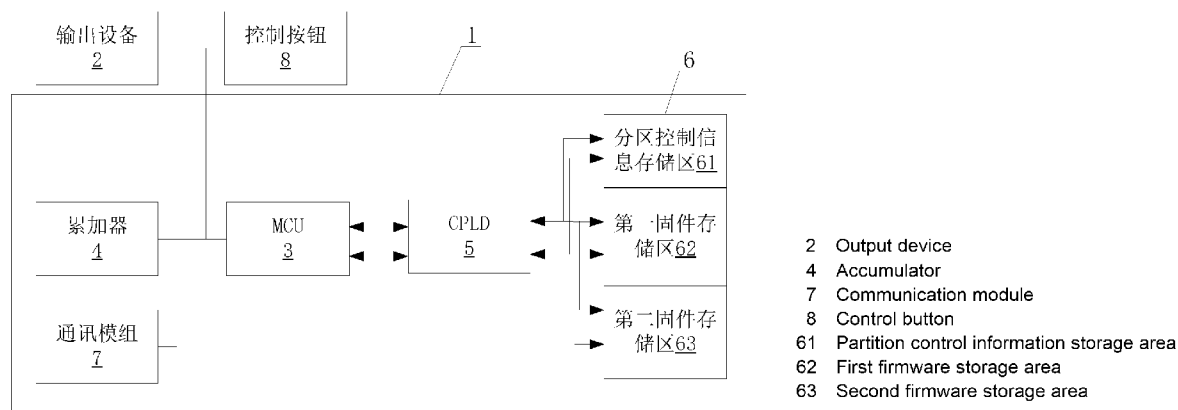 输出设备
2
控制按钮
8
1
6
分区控制信
息存储区61
累加器
4
MCU
3
CPLD
5
第一固件存
储区62
通讯模组
7
第二固件存
储区63
2 Output device
4 Accumulator
7 Communication module
8 Control button
61 Partition control information storage area
62 First firmware storage area
63 Second firmware storage area